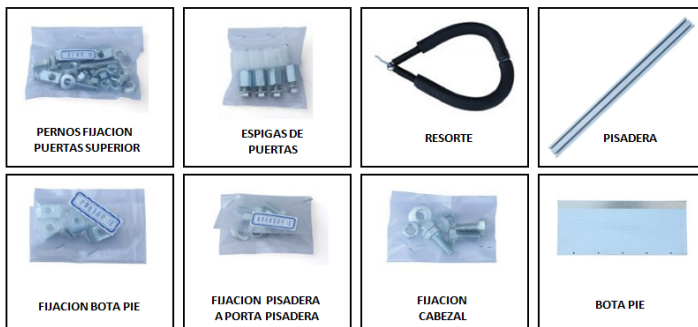 PERNOS FIJACION
PUERTAS SUPERIOR
ESPIGAS DE
PUERTAS
RESORTE
PISADERA
FIJACION BOTA PIE
FIJACION PISADERA
A PORTA PISADERA
FIJACION
CABEZAL
BOTA PIE